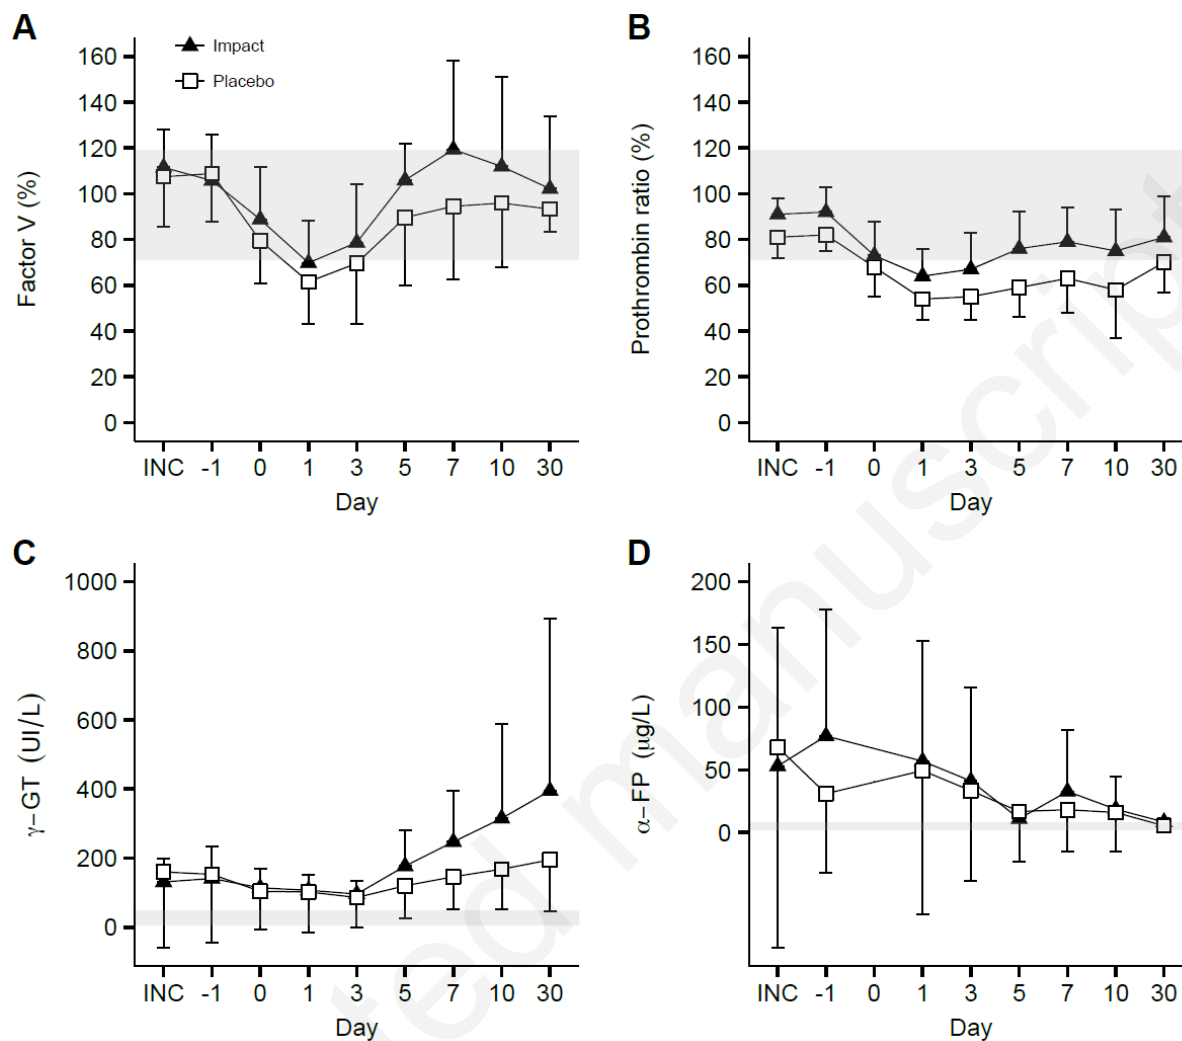 A
Impact
Placebo
Factor V (%)
160
140
120
100
80
60
40
20
0
INC -1 0 1 3 5 7 10 30
Day
B
Prothrombin ratio (%)
160
140
120
100
80
60
40
20
0
INC -1 0 1 3 5 7 10 30
Day
C
γ-GT (UI/L)
1000
800
600
400
200
0
INC -1 0 1 3 5 7 10 30
Day
D
α-FP (µg/L)
200
150
100
50
0
INC -1 0 1 3 5 7 10 30
Day
ted manuscript